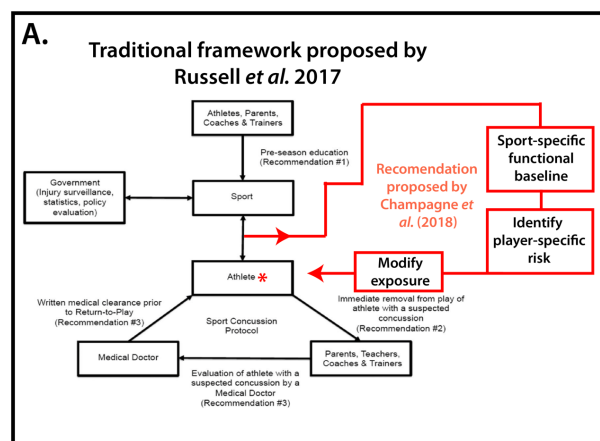 A.
Traditional framework proposed by
Russell et al. 2017
Athletes, Parents,
Coaches & Trainers
Pre-season education
(Recommendation #1)
Government
(Injury surveillance,
statistics, policy
evaluation)
Sport
Recomendation
proposed by
Champagne et
al. (2018)
Sport-specific
functional
baseline
Identify
player-specific
risk
Modify
exposure
Athlete *
Written medical clearance prior
to Return-to-Play
(Recommendation #3)
Sport Concussion
Protocol
Immediate removal from play of
athlete with a suspected
concussion
(Recommendation #2)
Medical Doctor
Parents, Teachers,
Coaches & Trainers
Evaluation of athlete with a
suspected concussion by a
Medical Doctor
(Recommendation #3)